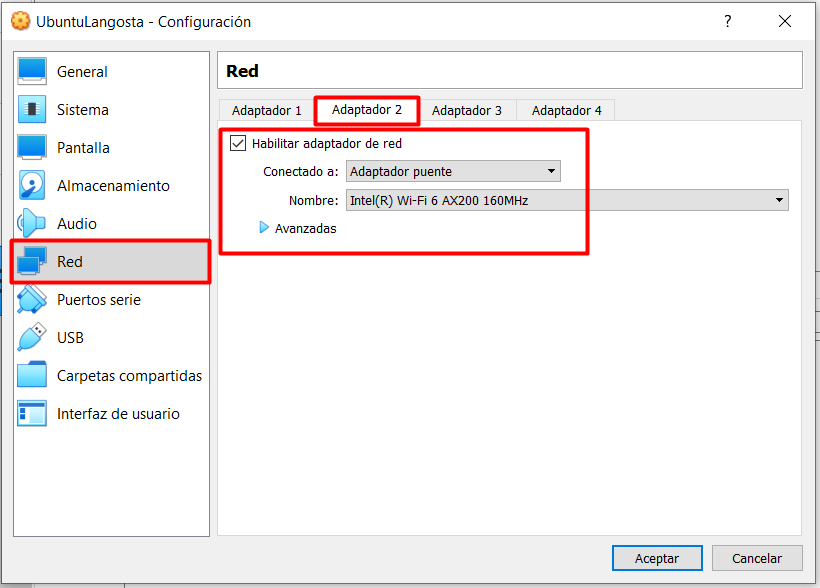 UbuntuLangosta - Configuración
?
General
Sistema
Pantalla
Almacenamiento
Audio
Red
Puertos serie
USB
Carpetas compartidas
Interfaz de usuario
Red
Adaptador 1 Adaptador 2 Adaptador 3 Adaptador 4
Habilitar adaptador de red
Conectado a: Adaptador puente
Nombre: Intel(R) Wi-Fi 6 AX200 160MHz
Avanzadas
Aceptar Cancelar